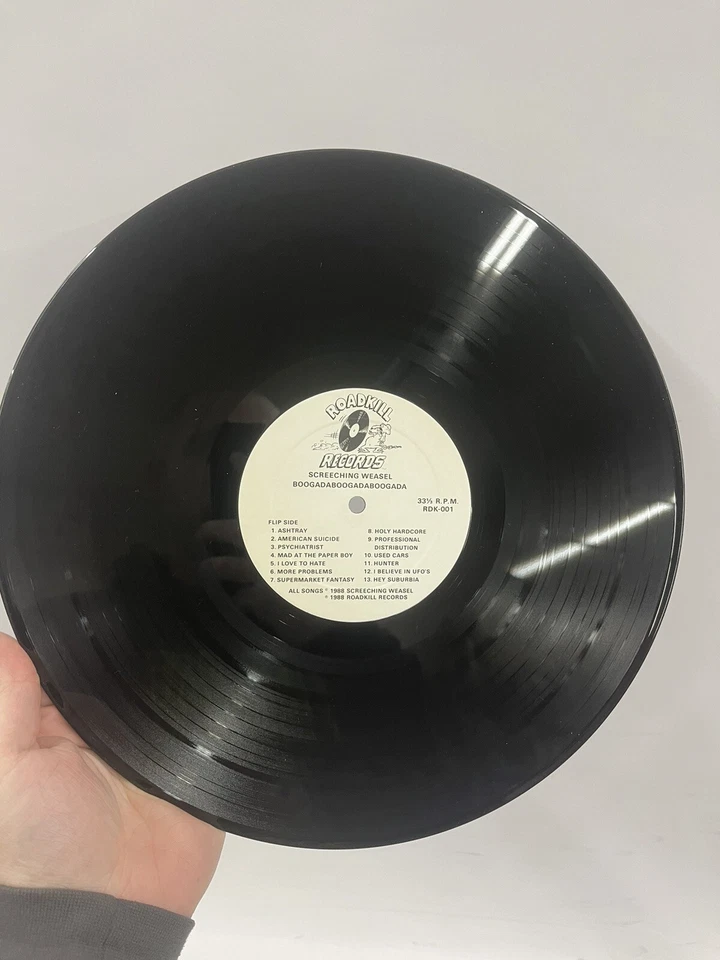 ROADKILL
RECORDS
SCREECHING WEASEL
BOOGADABOOGADABOOGADA
33⅓ R.P.M.
RDK-001
FLIP SIDE
1. ASHTRAY
2. AMERICAN SUICIDE
3. PSYCHIATRIST
4. MAD AT THE PAPER BOY
5. I LOVE TO HATE
6. MORE PROBLEMS
7. SUPERMARKET FANTASY
8. HOLY HARDCORE
9. PROFESSIONAL
DISTRIBUTION
10. USED CARS
11. HUNTER
12. I BELIEVE IN UFO'S
13. HEY SUBURBIA
ALL SONGS © 1988 SCREECHING WEASEL
℗ 1988 ROADKILL RECORDS